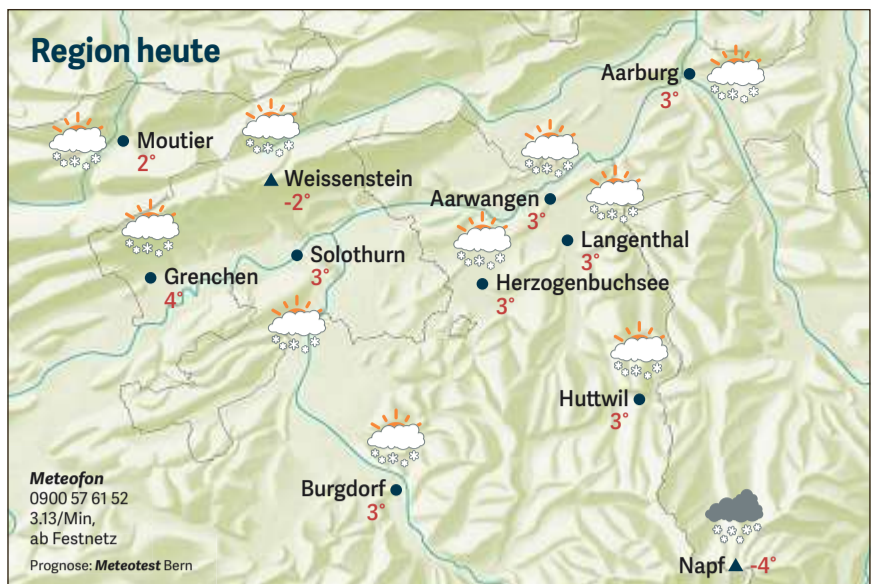 Region heute
Aarburg
3°
Moutier
2°
Weissenstein
-2°
Aarwangen
3°
Langenthal
3°
Solothurn
3°
Grenchen
4°
Herzogenbuchsee
3°
Huttwil
3°
Burgdorf
3°
Napf -4°
Meteofon
0900 57 61 52
3.13/Min,
ab Festnetz
Prognose: Meteotest Bern